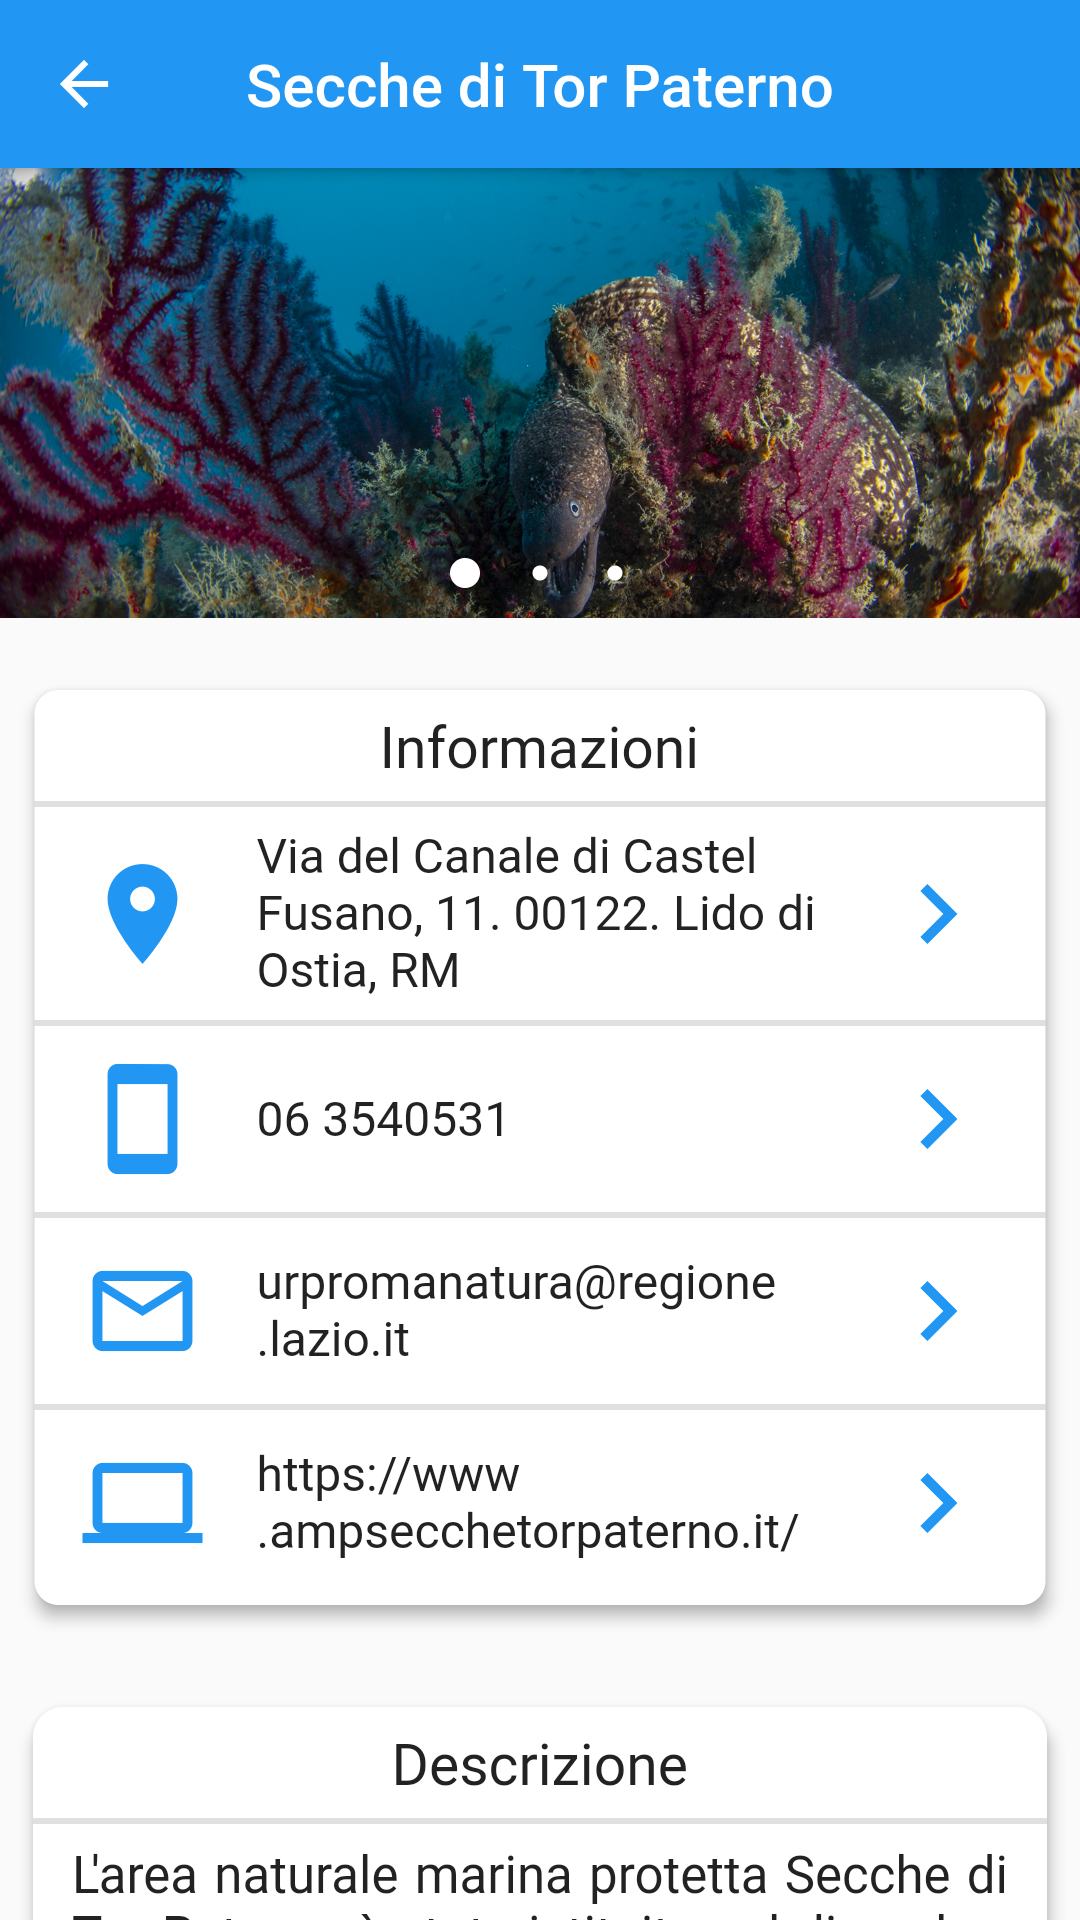 Secche di Tor Paterno
Informazioni
Via del Canale di Castel
Fusano, 11. 00122. Lido di
Ostia, RM
06 3540531
urpromanatura@regione
.lazio.it
https://www
.ampsecchetorpaterno.it/
Descrizione
L'area naturale marina protetta Secche di